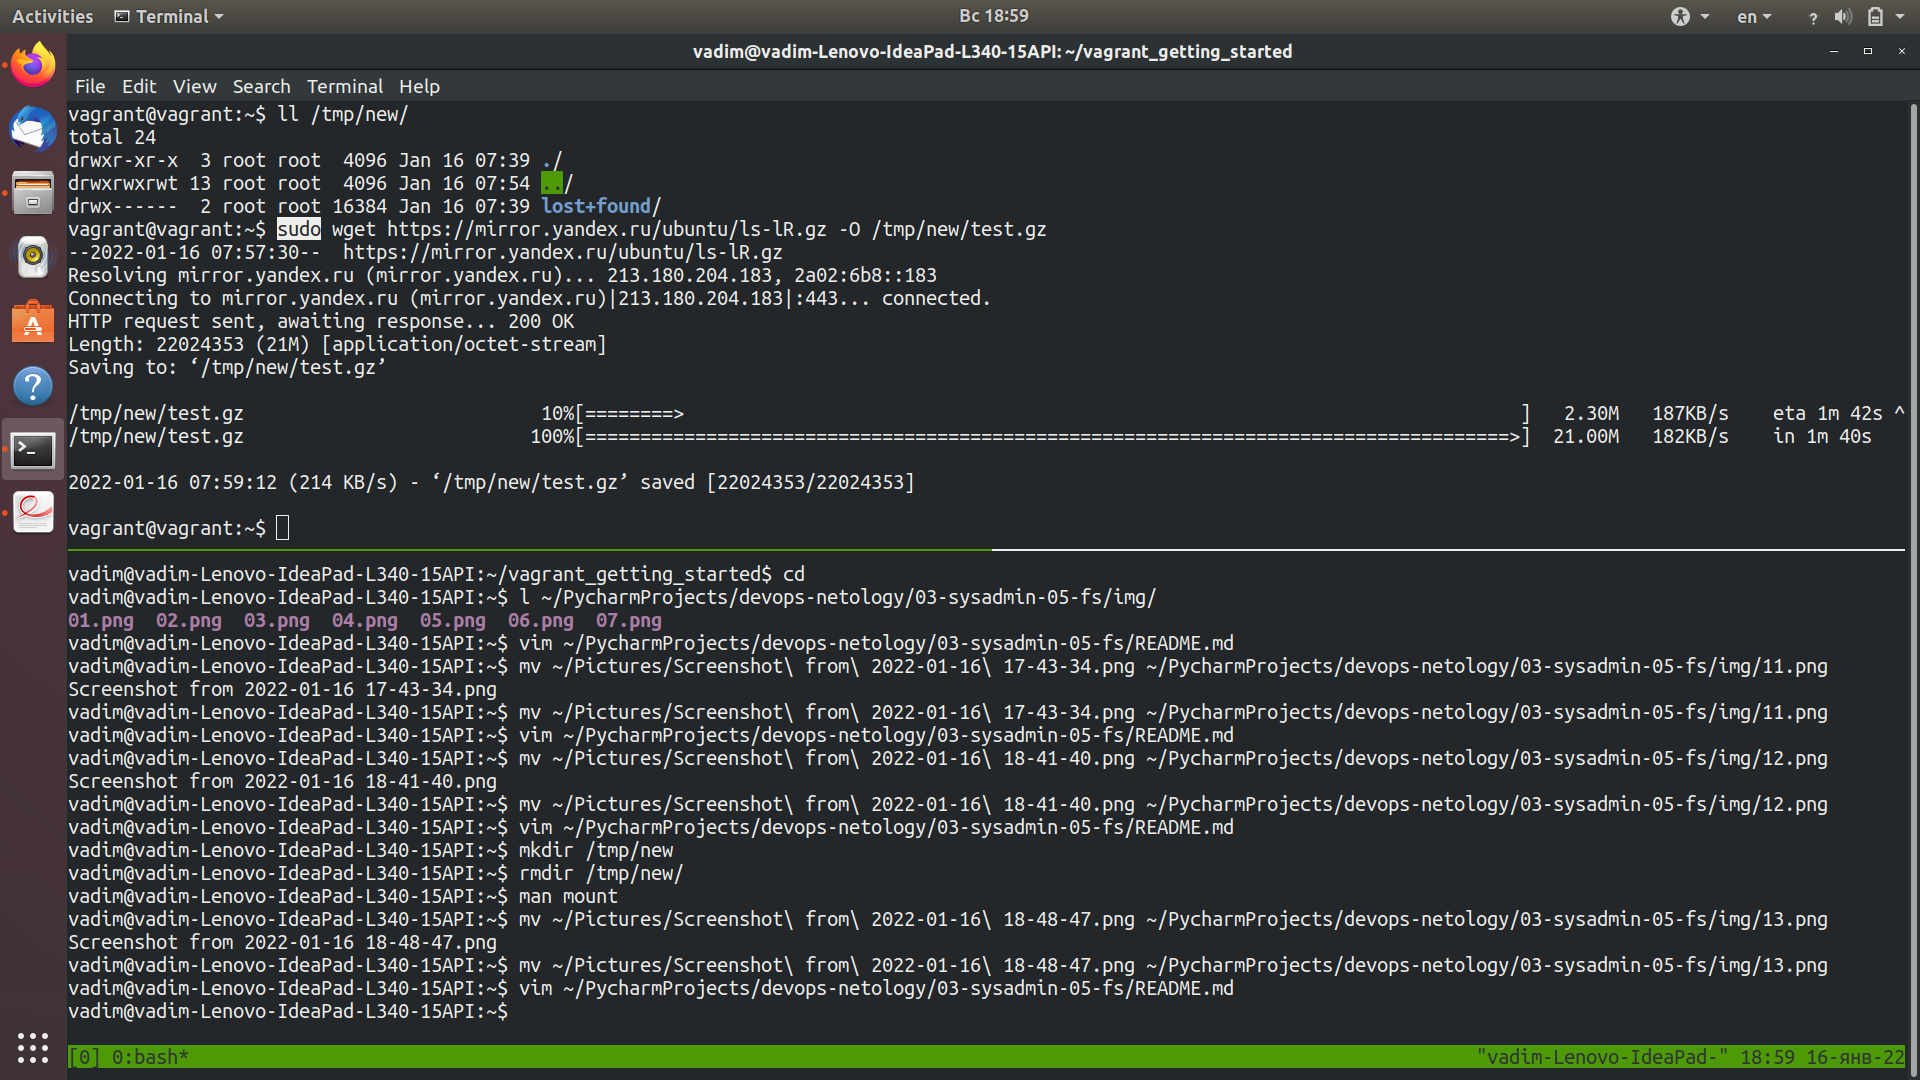 Activities Terminal Вс 18:59 en ?
vadim@vadim-Lenovo-IdeaPad-L340-15API: ~/vagrant_getting_started
File Edit View Search Terminal Help
vagrant@vagrant:~$ ll /tmp/new/
total 24
drwxr-xr-x  3 root root  4096 Jan 16 07:39 ./
drwxrwxrwt 13 root root  4096 Jan 16 07:54 ../
drwx------  2 root root 16384 Jan 16 07:39 lost+found/
vagrant@vagrant:~$ sudo wget https://mirror.yandex.ru/ubuntu/ls-lR.gz -O /tmp/new/test.gz
--2022-01-16 07:57:30--  https://mirror.yandex.ru/ubuntu/ls-lR.gz
Resolving mirror.yandex.ru (mirror.yandex.ru)... 213.180.204.183, 2a02:6b8::183
Connecting to mirror.yandex.ru (mirror.yandex.ru)|213.180.204.183|:443... connected.
HTTP request sent, awaiting response... 200 OK
Length: 22024353 (21M) [application/octet-stream]
Saving to: ‘/tmp/new/test.gz’
/tmp/new/test.gz 10%[========> ] 2.30M 187KB/s eta 1m 42s ^
/tmp/new/test.gz 100%[====================================================================================>] 21.00M 182KB/s in 1m 40s
2022-01-16 07:59:12 (214 KB/s) - ‘/tmp/new/test.gz’ saved [22024353/22024353]
vagrant@vagrant:~$
vadim@vadim-Lenovo-IdeaPad-L340-15API:~/vagrant_getting_started$ cd
vadim@vadim-Lenovo-IdeaPad-L340-15API:~$ l ~/PycharmProjects/devops-netology/03-sysadmin-05-fs/img/
01.png  02.png  03.png  04.png  05.png  06.png  07.png
vadim@vadim-Lenovo-IdeaPad-L340-15API:~$ vim ~/PycharmProjects/devops-netology/03-sysadmin-05-fs/README.md
vadim@vadim-Lenovo-IdeaPad-L340-15API:~$ mv ~/Pictures/Screenshot\ from\ 2022-01-16\ 17-43-34.png ~/PycharmProjects/devops-netology/03-sysadmin-05-fs/img/11.png
Screenshot from 2022-01-16 17-43-34.png
vadim@vadim-Lenovo-IdeaPad-L340-15API:~$ mv ~/Pictures/Screenshot\ from\ 2022-01-16\ 17-43-34.png ~/PycharmProjects/devops-netology/03-sysadmin-05-fs/img/11.png
vadim@vadim-Lenovo-IdeaPad-L340-15API:~$ vim ~/PycharmProjects/devops-netology/03-sysadmin-05-fs/README.md
vadim@vadim-Lenovo-IdeaPad-L340-15API:~$ mv ~/Pictures/Screenshot\ from\ 2022-01-16\ 18-41-40.png ~/PycharmProjects/devops-netology/03-sysadmin-05-fs/img/12.png
Screenshot from 2022-01-16 18-41-40.png
vadim@vadim-Lenovo-IdeaPad-L340-15API:~$ mv ~/Pictures/Screenshot\ from\ 2022-01-16\ 18-41-40.png ~/PycharmProjects/devops-netology/03-sysadmin-05-fs/img/12.png
vadim@vadim-Lenovo-IdeaPad-L340-15API:~$ vim ~/PycharmProjects/devops-netology/03-sysadmin-05-fs/README.md
vadim@vadim-Lenovo-IdeaPad-L340-15API:~$ mkdir /tmp/new
vadim@vadim-Lenovo-IdeaPad-L340-15API:~$ rmdir /tmp/new/
vadim@vadim-Lenovo-IdeaPad-L340-15API:~$ man mount
vadim@vadim-Lenovo-IdeaPad-L340-15API:~$ mv ~/Pictures/Screenshot\ from\ 2022-01-16\ 18-48-47.png ~/PycharmProjects/devops-netology/03-sysadmin-05-fs/img/13.png
Screenshot from 2022-01-16 18-48-47.png
vadim@vadim-Lenovo-IdeaPad-L340-15API:~$ mv ~/Pictures/Screenshot\ from\ 2022-01-16\ 18-48-47.png ~/PycharmProjects/devops-netology/03-sysadmin-05-fs/img/13.png
vadim@vadim-Lenovo-IdeaPad-L340-15API:~$ vim ~/PycharmProjects/devops-netology/03-sysadmin-05-fs/README.md
vadim@vadim-Lenovo-IdeaPad-L340-15API:~$
[0] 0:bash* "vadim-Lenovo-IdeaPad-" 18:59 16-янв-22